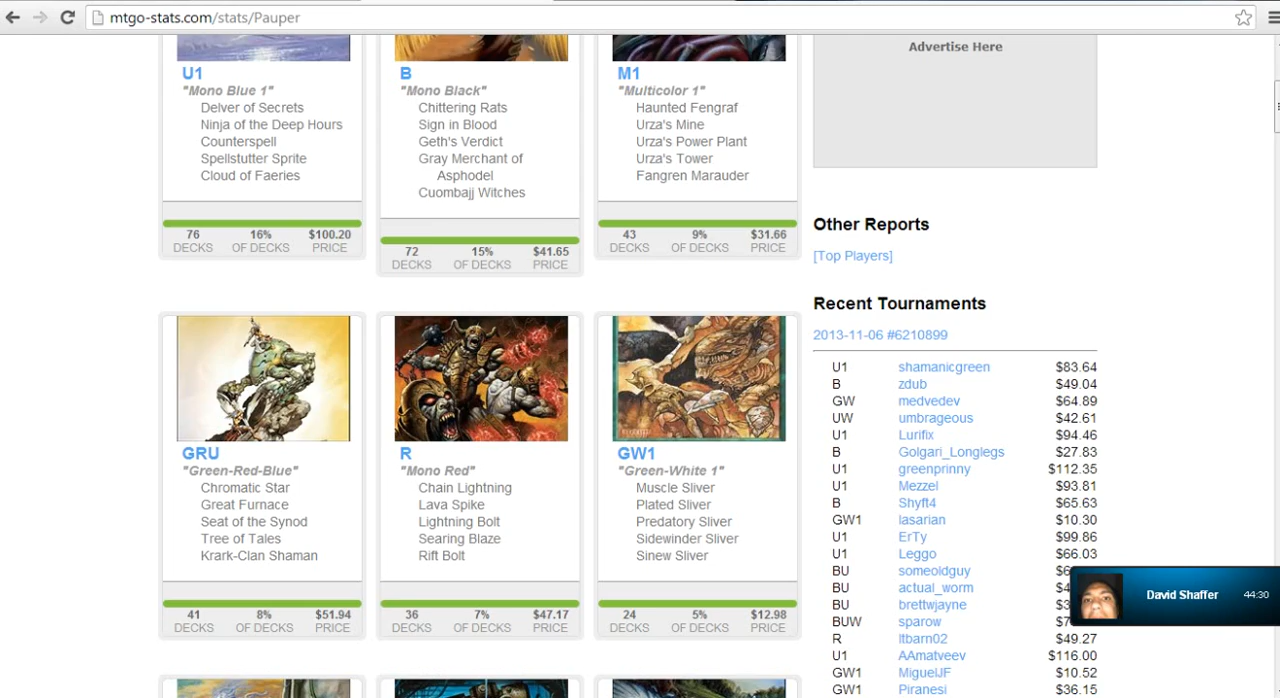 mtgo-stats.com/stats/Pauper
U1
"Mono Blue 1"
Delver of Secrets
Ninja of the Deep Hours
Counterspell
Spellstutter Sprite
Cloud of Faeries
76 16% $100.20
DECKS OF DECKS PRICE
B
"Mono Black"
Chittering Rats
Sign in Blood
Geth's Verdict
Gray Merchant of
Asphodel
Cuombajj Witches
72 15% $41.65
DECKS OF DECKS PRICE
M1
"Multicolor 1"
Haunted Fengraf
Urza's Mine
Urza's Power Plant
Urza's Tower
Fangren Marauder
43 9% $31.66
DECKS OF DECKS PRICE
GRU
"Green-Red-Blue"
Chromatic Star
Great Furnace
Seat of the Synod
Tree of Tales
Krark-Clan Shaman
41 8% $51.94
DECKS OF DECKS PRICE
R
"Mono Red"
Chain Lightning
Lava Spike
Lightning Bolt
Searing Blaze
Rift Bolt
36 7% $47.17
DECKS OF DECKS PRICE
GW1
"Green-White 1"
Muscle Sliver
Plated Sliver
Predatory Sliver
Sidewinder Sliver
Sinew Sliver
24 5% $12.98
DECKS OF DECKS PRICE
Advertise Here
Other Reports
[Top Players]
Recent Tournaments
2013-11-06 #6210899
U1 shamanicgreen $83.64
B zdub $49.04
GW medvedev $64.89
UW umbrageous $42.61
U1 Lurifix $94.46
B Golgari_Longlegs $27.83
U1 greenprinny $112.35
U1 Mezzel $93.81
B Shyft4 $65.63
GW1 lasarian $10.30
U1 ErTy $99.86
U1 Leggo $66.03
BU someoldguy
BU actual_worm
BU brettwjayne
BUW sparow
R ltbarn02 $49.27
U1 AAmatveev $116.00
GW1 MiguelJF $10.52
GW1 Piranesi $36.15
David Shaffer 44:30